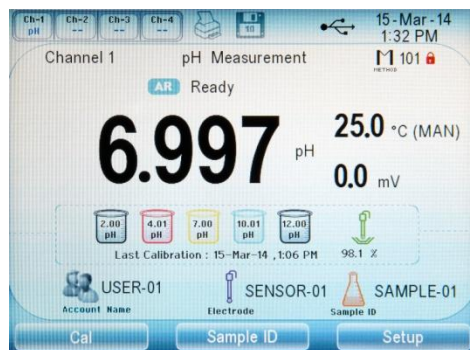 Ch-1 Ch-2 Ch-3 Ch-4 15-Mar-14
pH -- -- -- 10 1:32 PM
Channel 1 pH Measurement M 101
METHOD
AR Ready
6.997 pH
25.0 °C (MAN)
0.0 mV
2.00 4.01 7.00 10.01 12.00
pH pH pH pH pH
Last Calibration : 15-Mar-14 ,1:06 PM 98.1 %
USER-01 SENSOR-01 SAMPLE-01
Account Name Electrode Sample ID
Cal Sample ID Setup